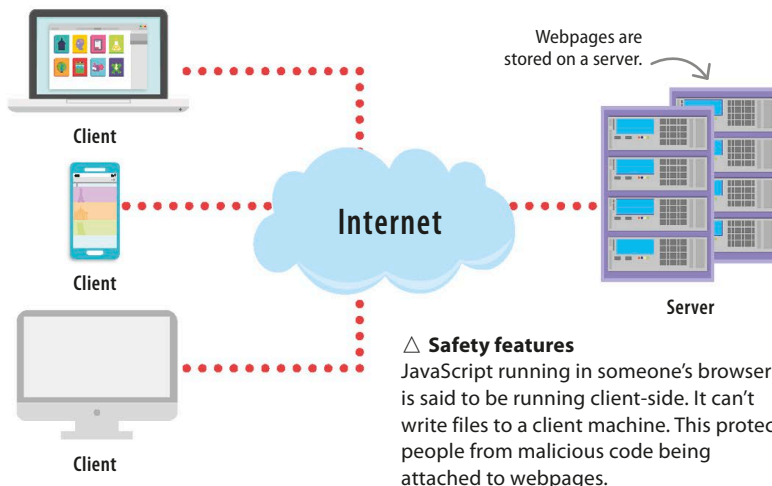 Webpages are
stored on a server.
Client
Client
Internet
Server
Client
△ Safety features
JavaScript running in someone’s browser
is said to be running client-side. It can’t
write files to a client machine. This protec
people from malicious code being
attached to webpages.